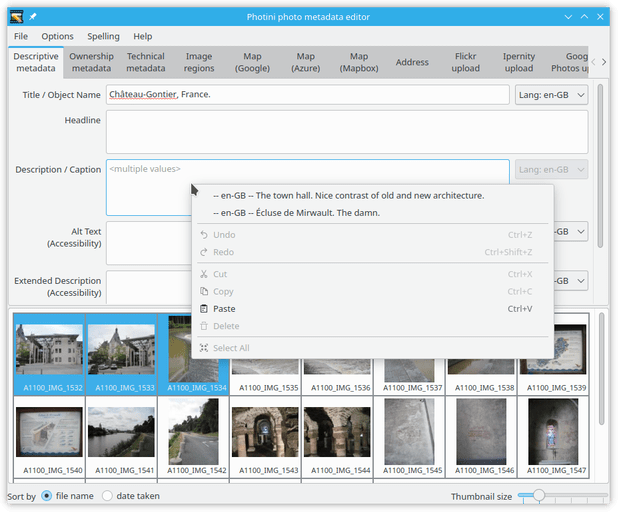 Photini photo metadata editor
File Options Spelling Help
Descriptive metadata
Ownership metadata
Technical metadata
Image regions
Map (Google)
Map (Azure)
Map (Mapbox)
Address
Flickr upload
Ipernity upload
Goog
Photos u
Title / Object Name
Château-Gontier, France.
Lang: en-GB
Headline
Description / Caption
<multiple values>
Lang: en-GB
-- en-GB -- The town hall. Nice contrast of old and new architecture.
-- en-GB -- Écluse de Mirwault. The damn.
Undo Ctrl+Z
Redo Ctrl+Shift+Z
Cut Ctrl+X
Copy Ctrl+C
Paste Ctrl+V
Delete
Select All
Alt Text
(Accessibility)
-GB
Extended Description
(Accessibility)
-GB
A1100_IMG_1532 A1100_IMG_1533 A1100_IMG_1534 A1100_IMG_1535 A1100_IMG_1536 A1100_IMG_1537 A1100_IMG_1538 A1100_IMG_1539
A1100_IMG_1540 A1100_IMG_1541 A1100_IMG_1542 A1100_IMG_1543 A1100_IMG_1544 A1100_IMG_1545 A1100_IMG_1546 A1100_IMG_1547
Sort by file name date taken Thumbnail size